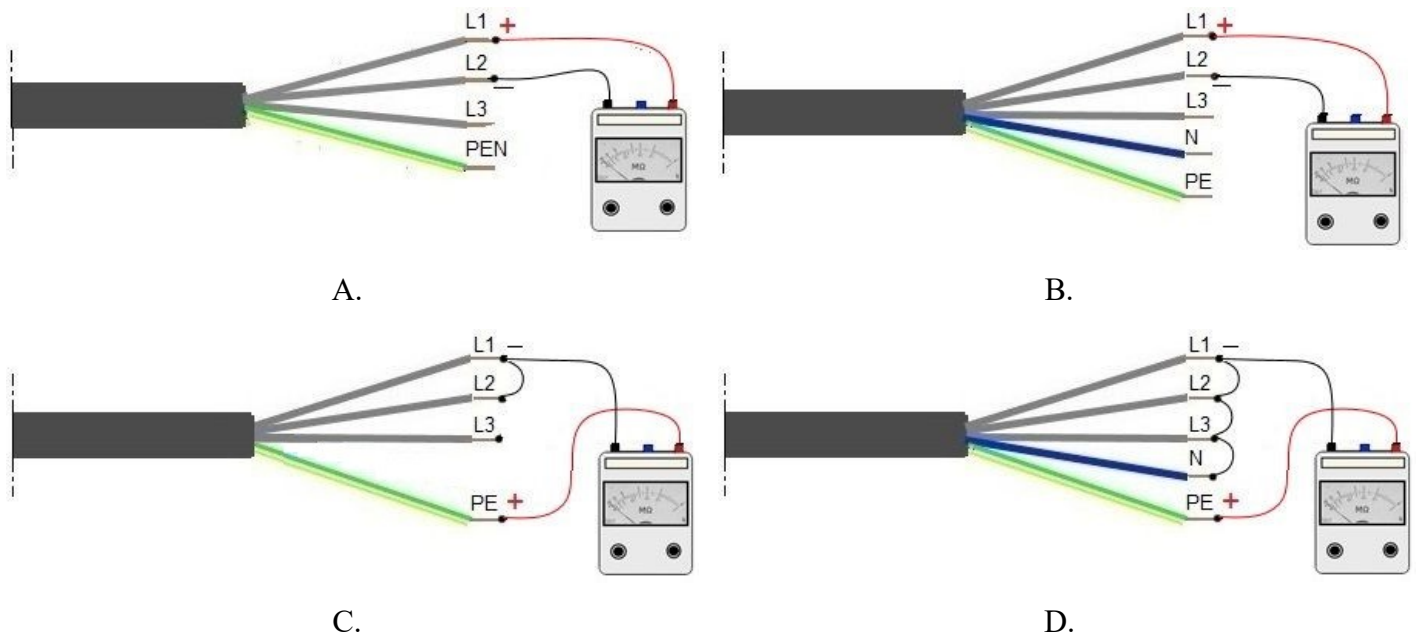 L1 +
L2
−
L3
PEN
MΩ
A.
L1 +
L2
−
L3
N
PE
MΩ
B.
L1 −
L2
L3
PE +
MΩ
C.
L1 −
L2
L3
N
PE +
MΩ
D.